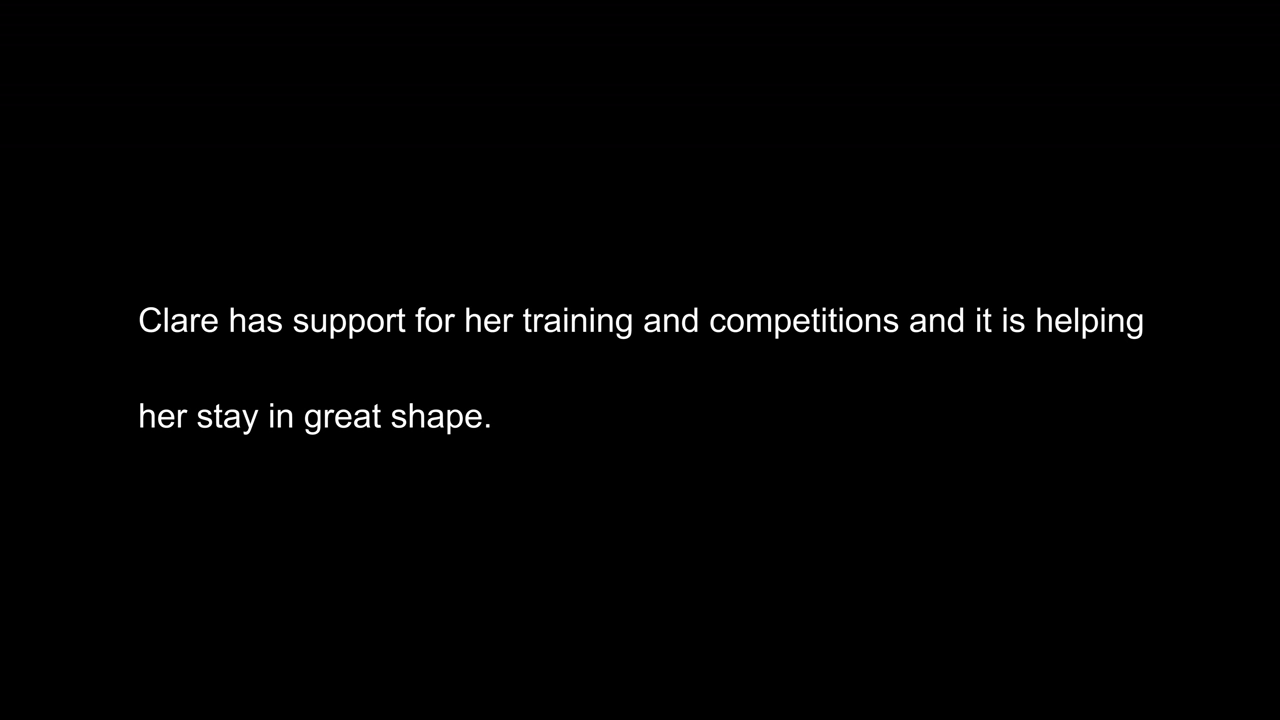 Clare has support for her training and competitions and it is helping
her stay in great shape.